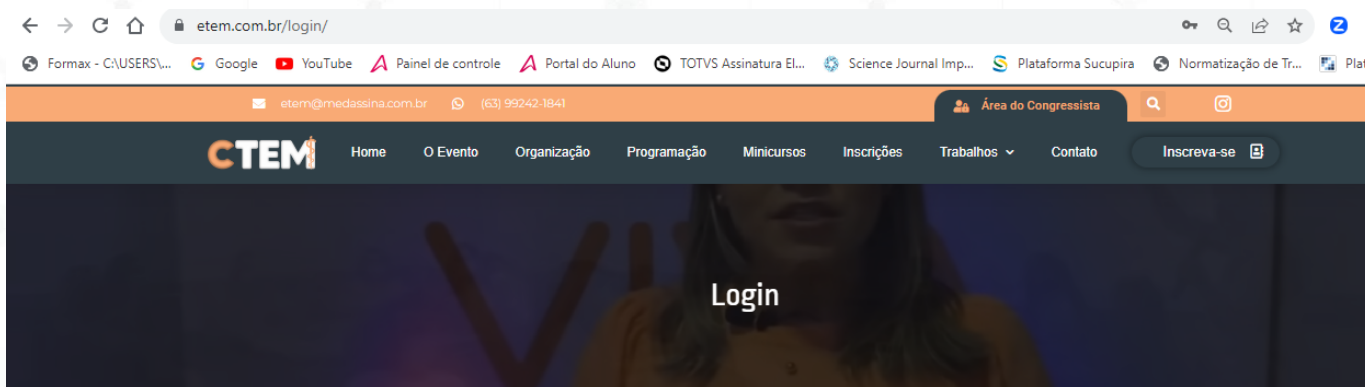 etem.com.br/login/
Z
Formax - C:\USERS\... Google YouTube Painel de controle Portal do Aluno TOTVS Assinatura El... Science Journal Imp... Plataforma Sucupira Normatização de Tr... Plat
etem@medassina.com.br (63) 99242-1841 Área do Congressista
CTEM Home O Evento Organização Programação Minicursos Inscrições Trabalhos Contato Inscreva-se
Login